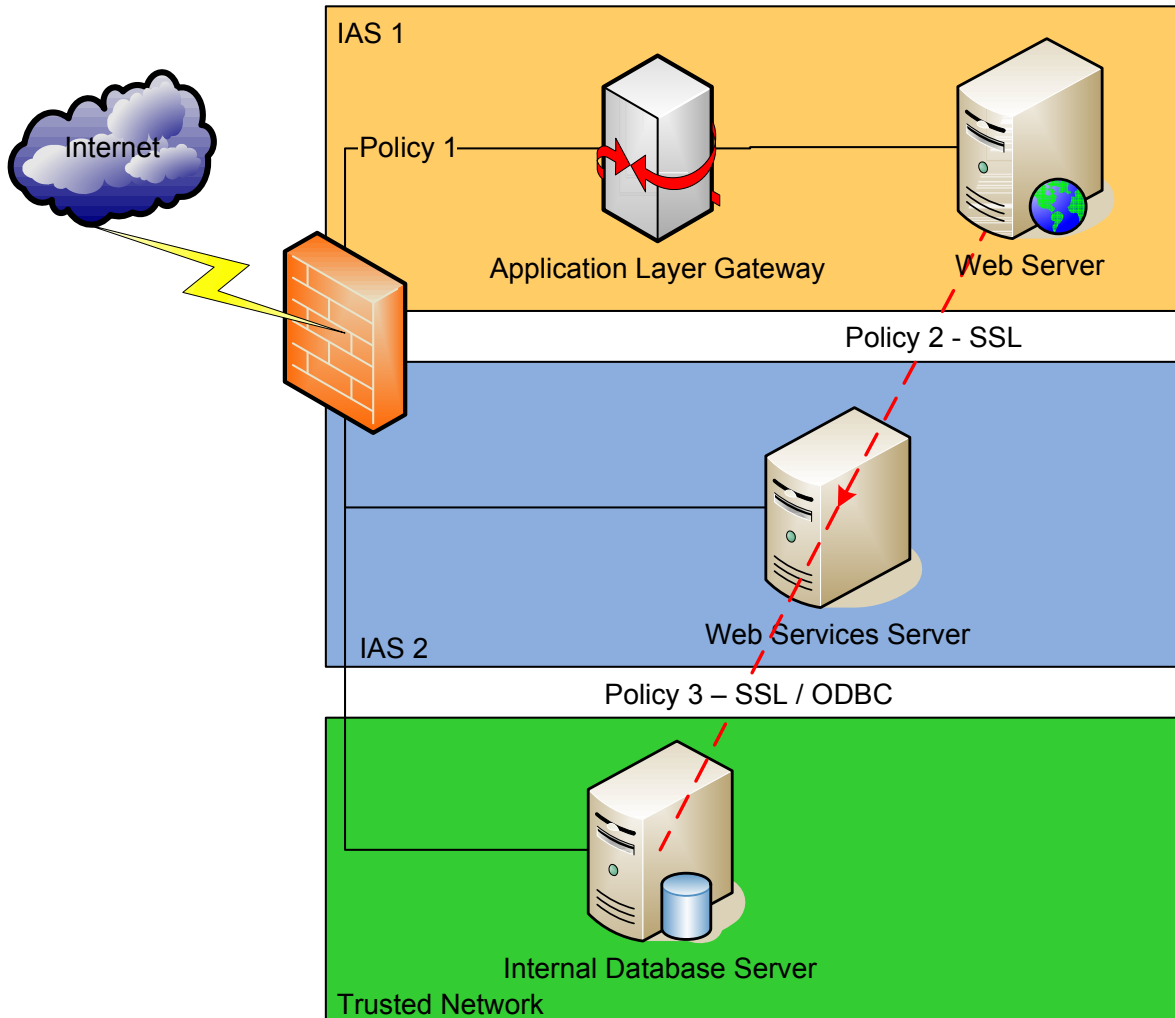 IAS 1
Internet
Policy 1
Application Layer Gateway
Web Server
Policy 2 - SSL
Web Services Server
IAS 2
Policy 3 – SSL / ODBC
Internal Database Server
Trusted Network